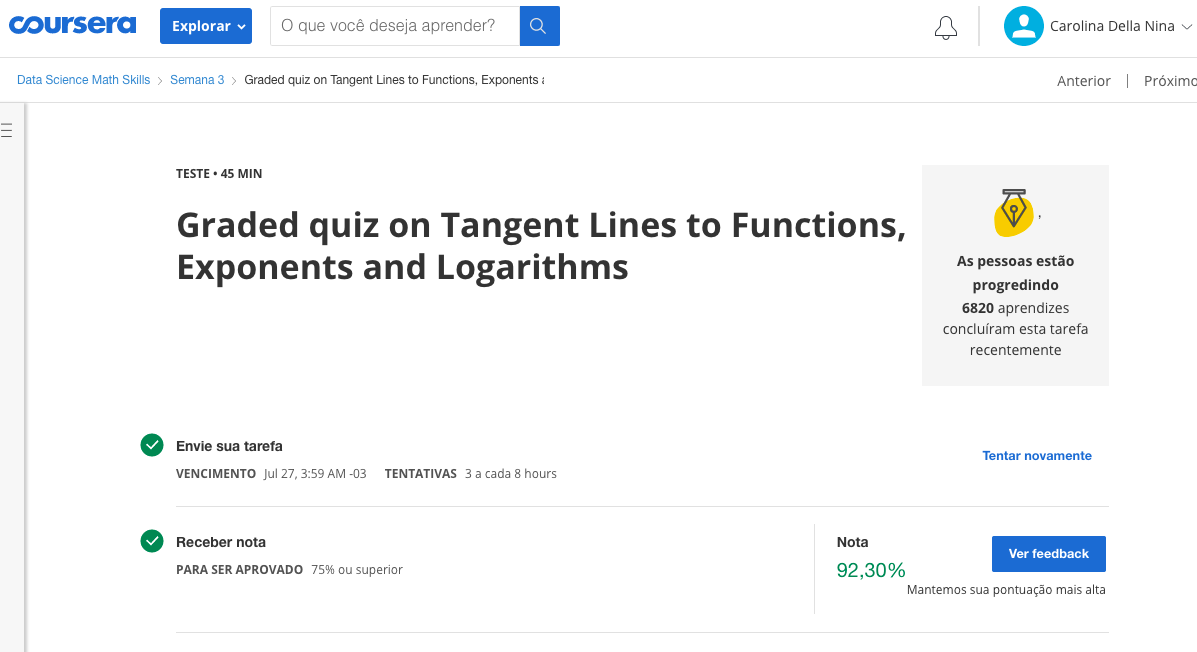 coursera
Explorar
O que você deseja aprender?
Carolina Della Nina
Data Science Math Skills > Semana 3 > Graded quiz on Tangent Lines to Functions, Exponents
Anterior | Próximo
TESTE • 45 MIN
Graded quiz on Tangent Lines to Functions,
Exponents and Logarithms
,
As pessoas estão
progredindo
6820 aprendizes
concluíram esta tarefa
recentemente
Envie sua tarefa
VENCIMENTO Jul 27, 3:59 AM -03 TENTATIVAS 3 a cada 8 hours
Tentar novamente
Receber nota
PARA SER APROVADO 75% ou superior
Nota
92,30%
Ver feedback
Mantemos sua pontuação mais alta